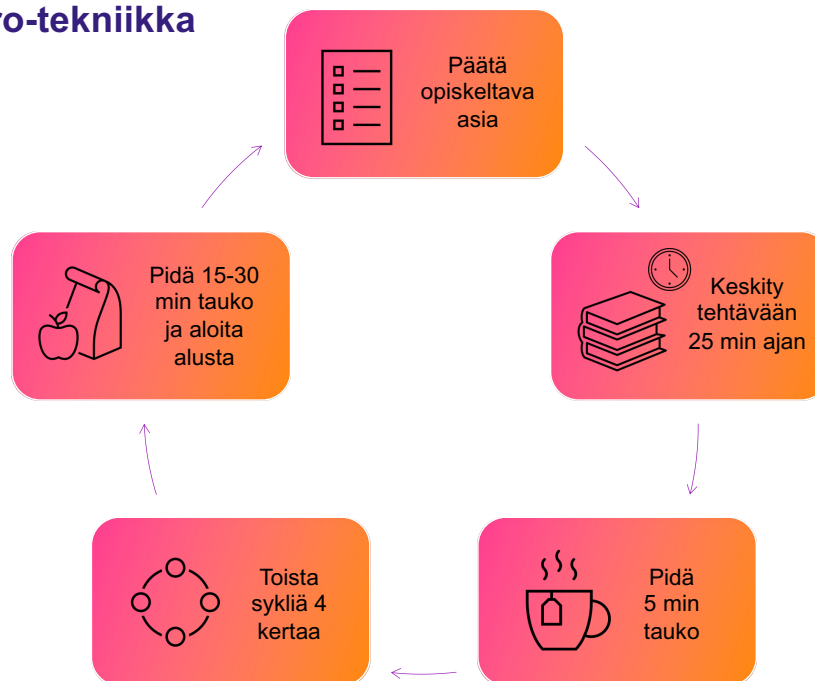 ro-tekniikka
Päätä
opiskeltava
asia
Keskity
tehtävään
25 min ajan
Pidä
5 min
tauko
Toista
sykliä 4
kertaa
Pidä 15-30
min tauko
ja aloita
alusta